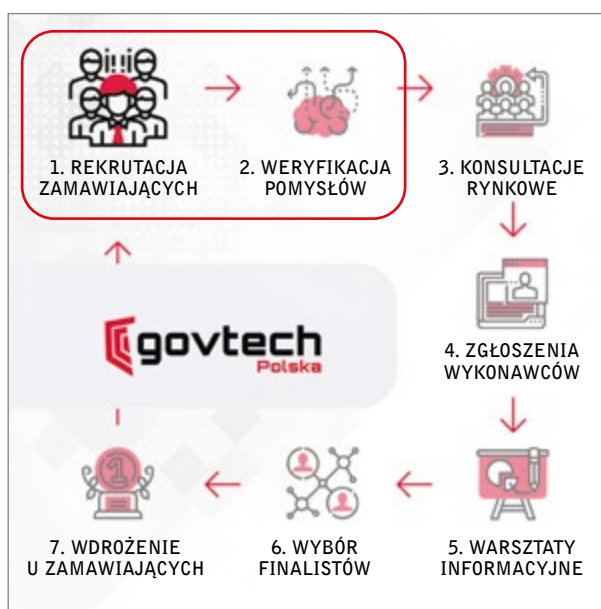 1. REKRUTACJA
ZAMAWIAJĄCYCH
2. WERYFIKACJA
POMYSŁÓW
3. KONSULTACJE
RYNKOWE
govtech
Polska
4. ZGŁOSZENIA
WYKONAWCÓW
7. WDROŻENIE
U ZAMAWIAJĄCYCH
6. WYBÓR
FINALISTÓW
5. WARSZTATY
INFORMACYJNE
1